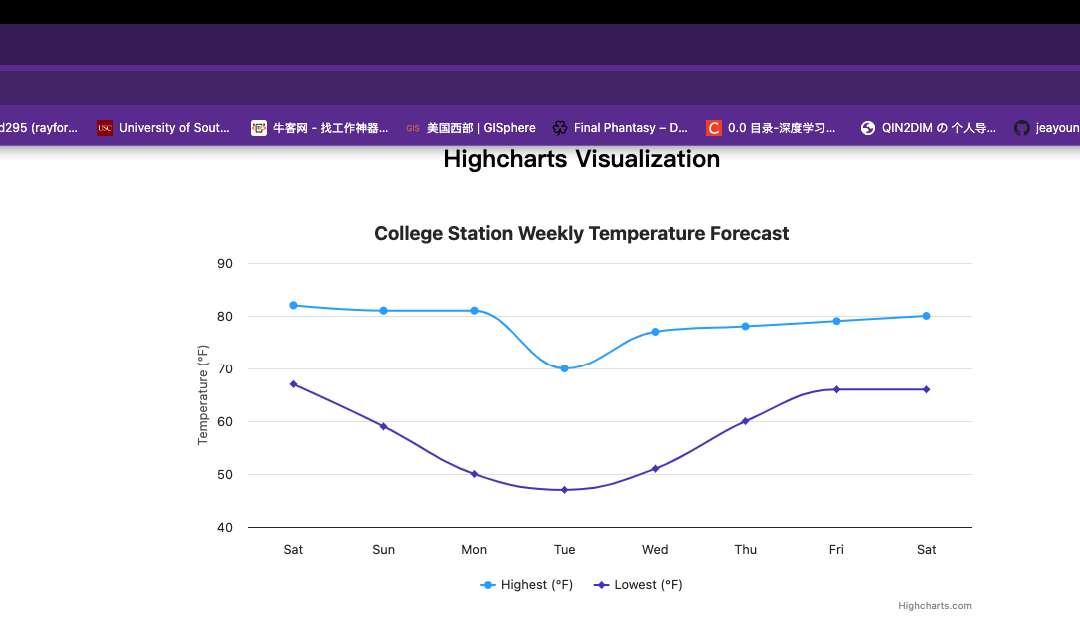 d295 (rayfor... USC University of Sout... 牛客网 - 找工作神器... GIS 美国西部 | GISphere Final Phantasy – D... C 0.0 目录-深度学习... QIN2DIM の 个人导... jeayoun
Highcharts Visualization
College Station Weekly Temperature Forecast
90
80
70
60
50
40
Temperature (°F)
Sat Sun Mon Tue Wed Thu Fri Sat
Highest (°F) Lowest (°F)
Highcharts.com